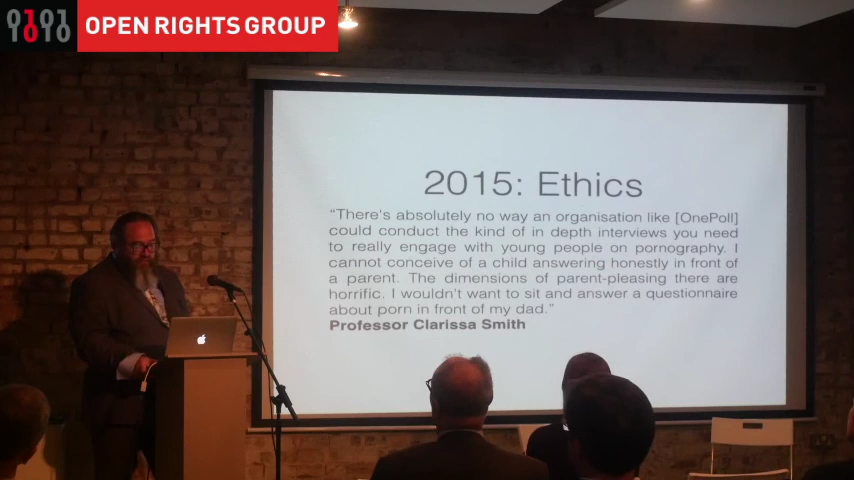 OPEN RIGHTS GROUP
2015: Ethics
“There's absolutely no way an organisation like [OnePoll]
could conduct the kind of in depth interviews you need
to really engage with young people on pornography. I
cannot conceive of a child answering honestly in front of
a parent. The dimensions of parent-pleasing there are
horrific. I wouldn't want to sit and answer a questionnaire
about porn in front of my dad.”
Professor Clarissa Smith